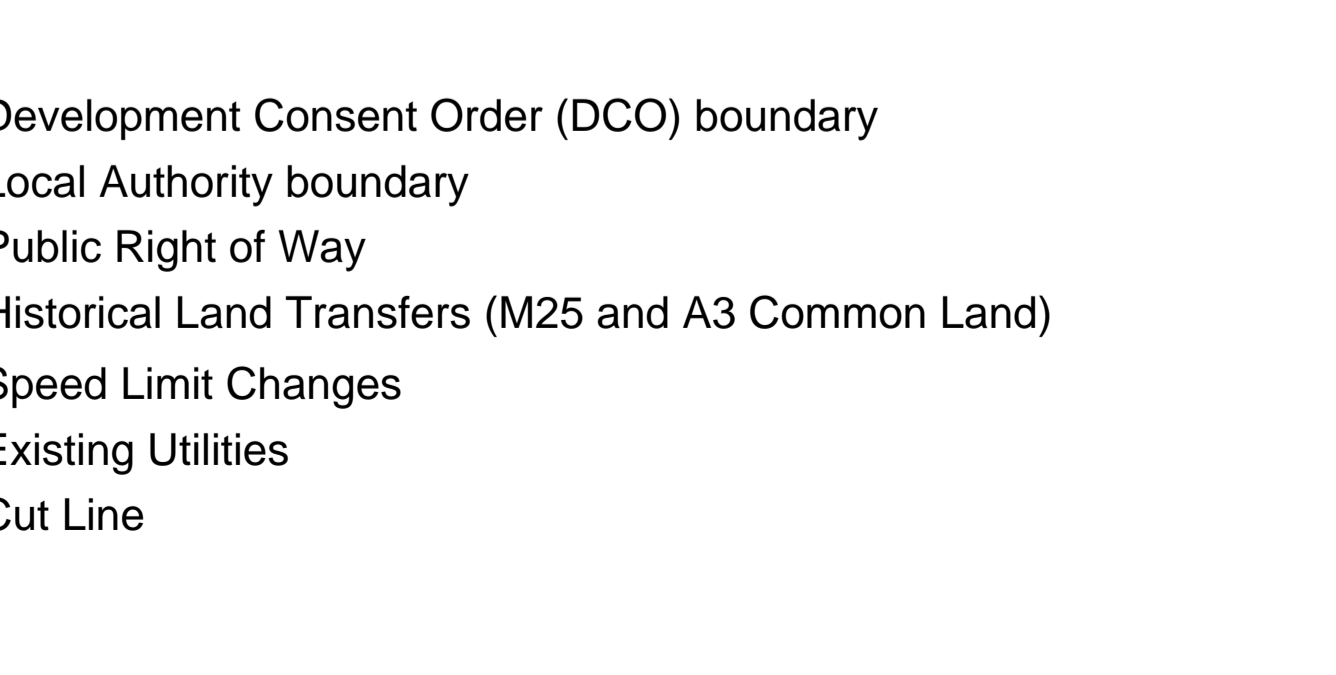 Development Consent Order (DCO) boundary
Local Authority boundary
Public Right of Way
Historical Land Transfers (M25 and A3 Common Land)
Speed Limit Changes
Existing Utilities
Cut Line